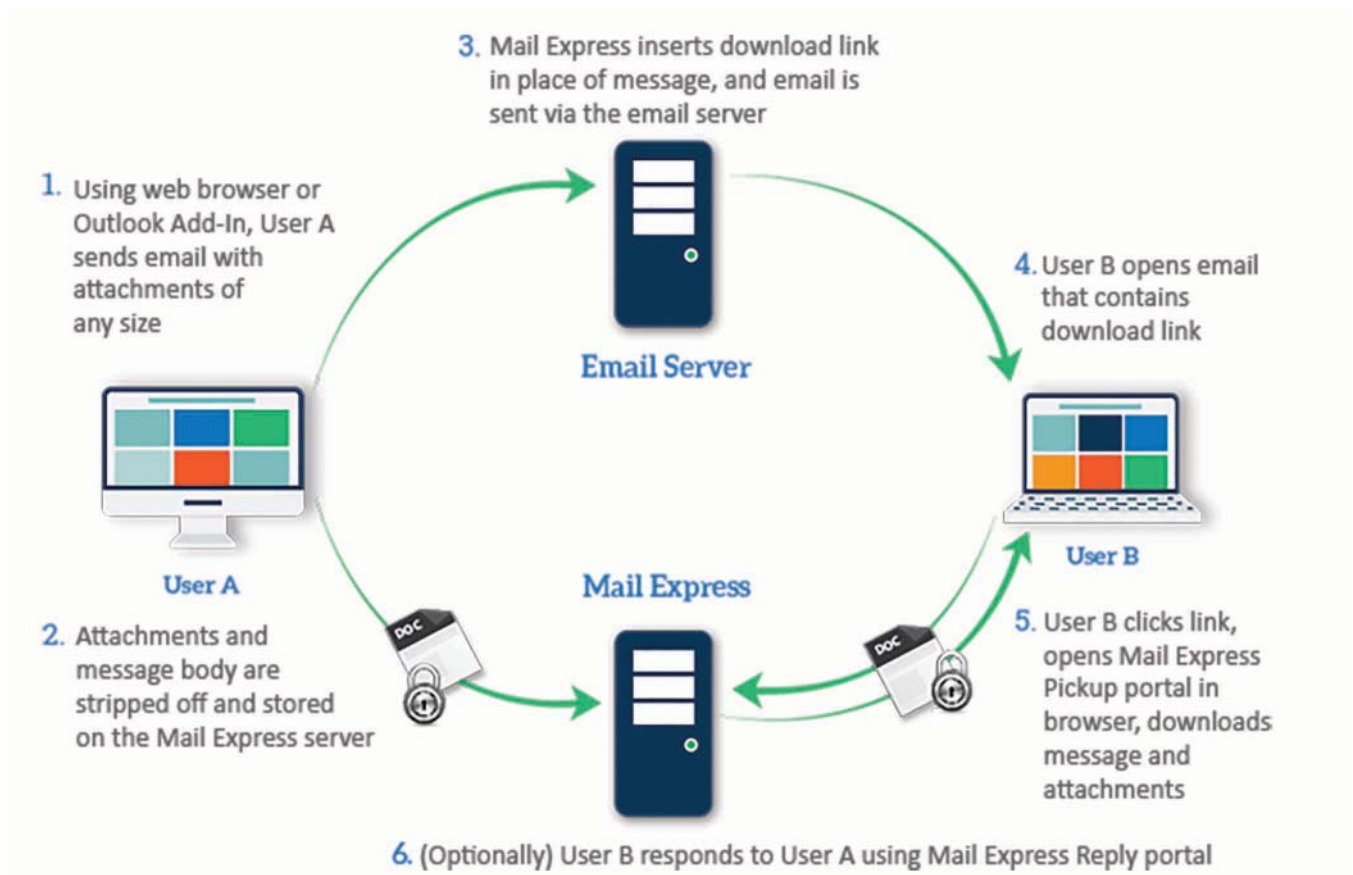 3. Mail Express inserts download link
in place of message, and email is
sent via the email server
1. Using web browser or
Outlook Add-In, User A
sends email with
attachments of
any size
Email Server
4. User B opens email
that contains
download link
User A
2. Attachments and
message body are
stripped off and stored
on the Mail Express server
DOC
Mail Express
DOC
User B
5. User B clicks link,
opens Mail Express
Pickup portal in
browser, downloads
message and
attachments
6. (Optionally) User B responds to User A using Mail Express Reply portal